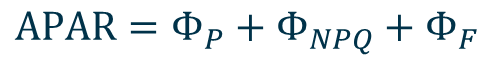 APAR = Φ_P + Φ_NPQ + Φ_F